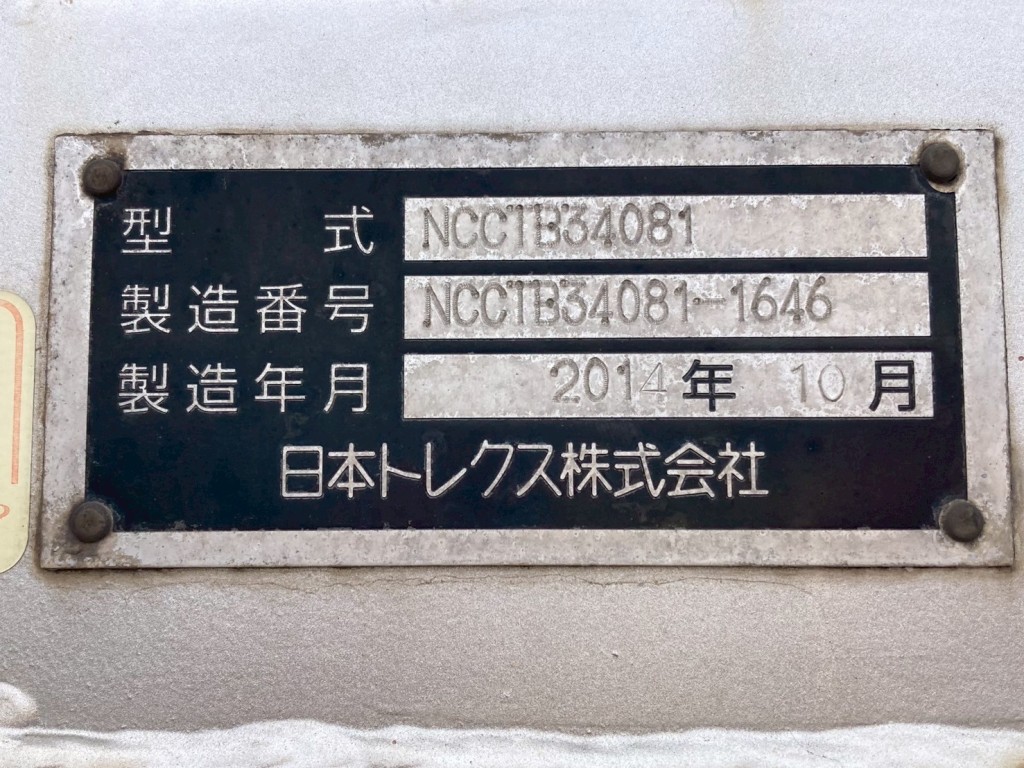 型式 NCCTB34081
製造番号 NCCTB34081-1646
製造年月 2014年 10月
日本トレクス株式会社